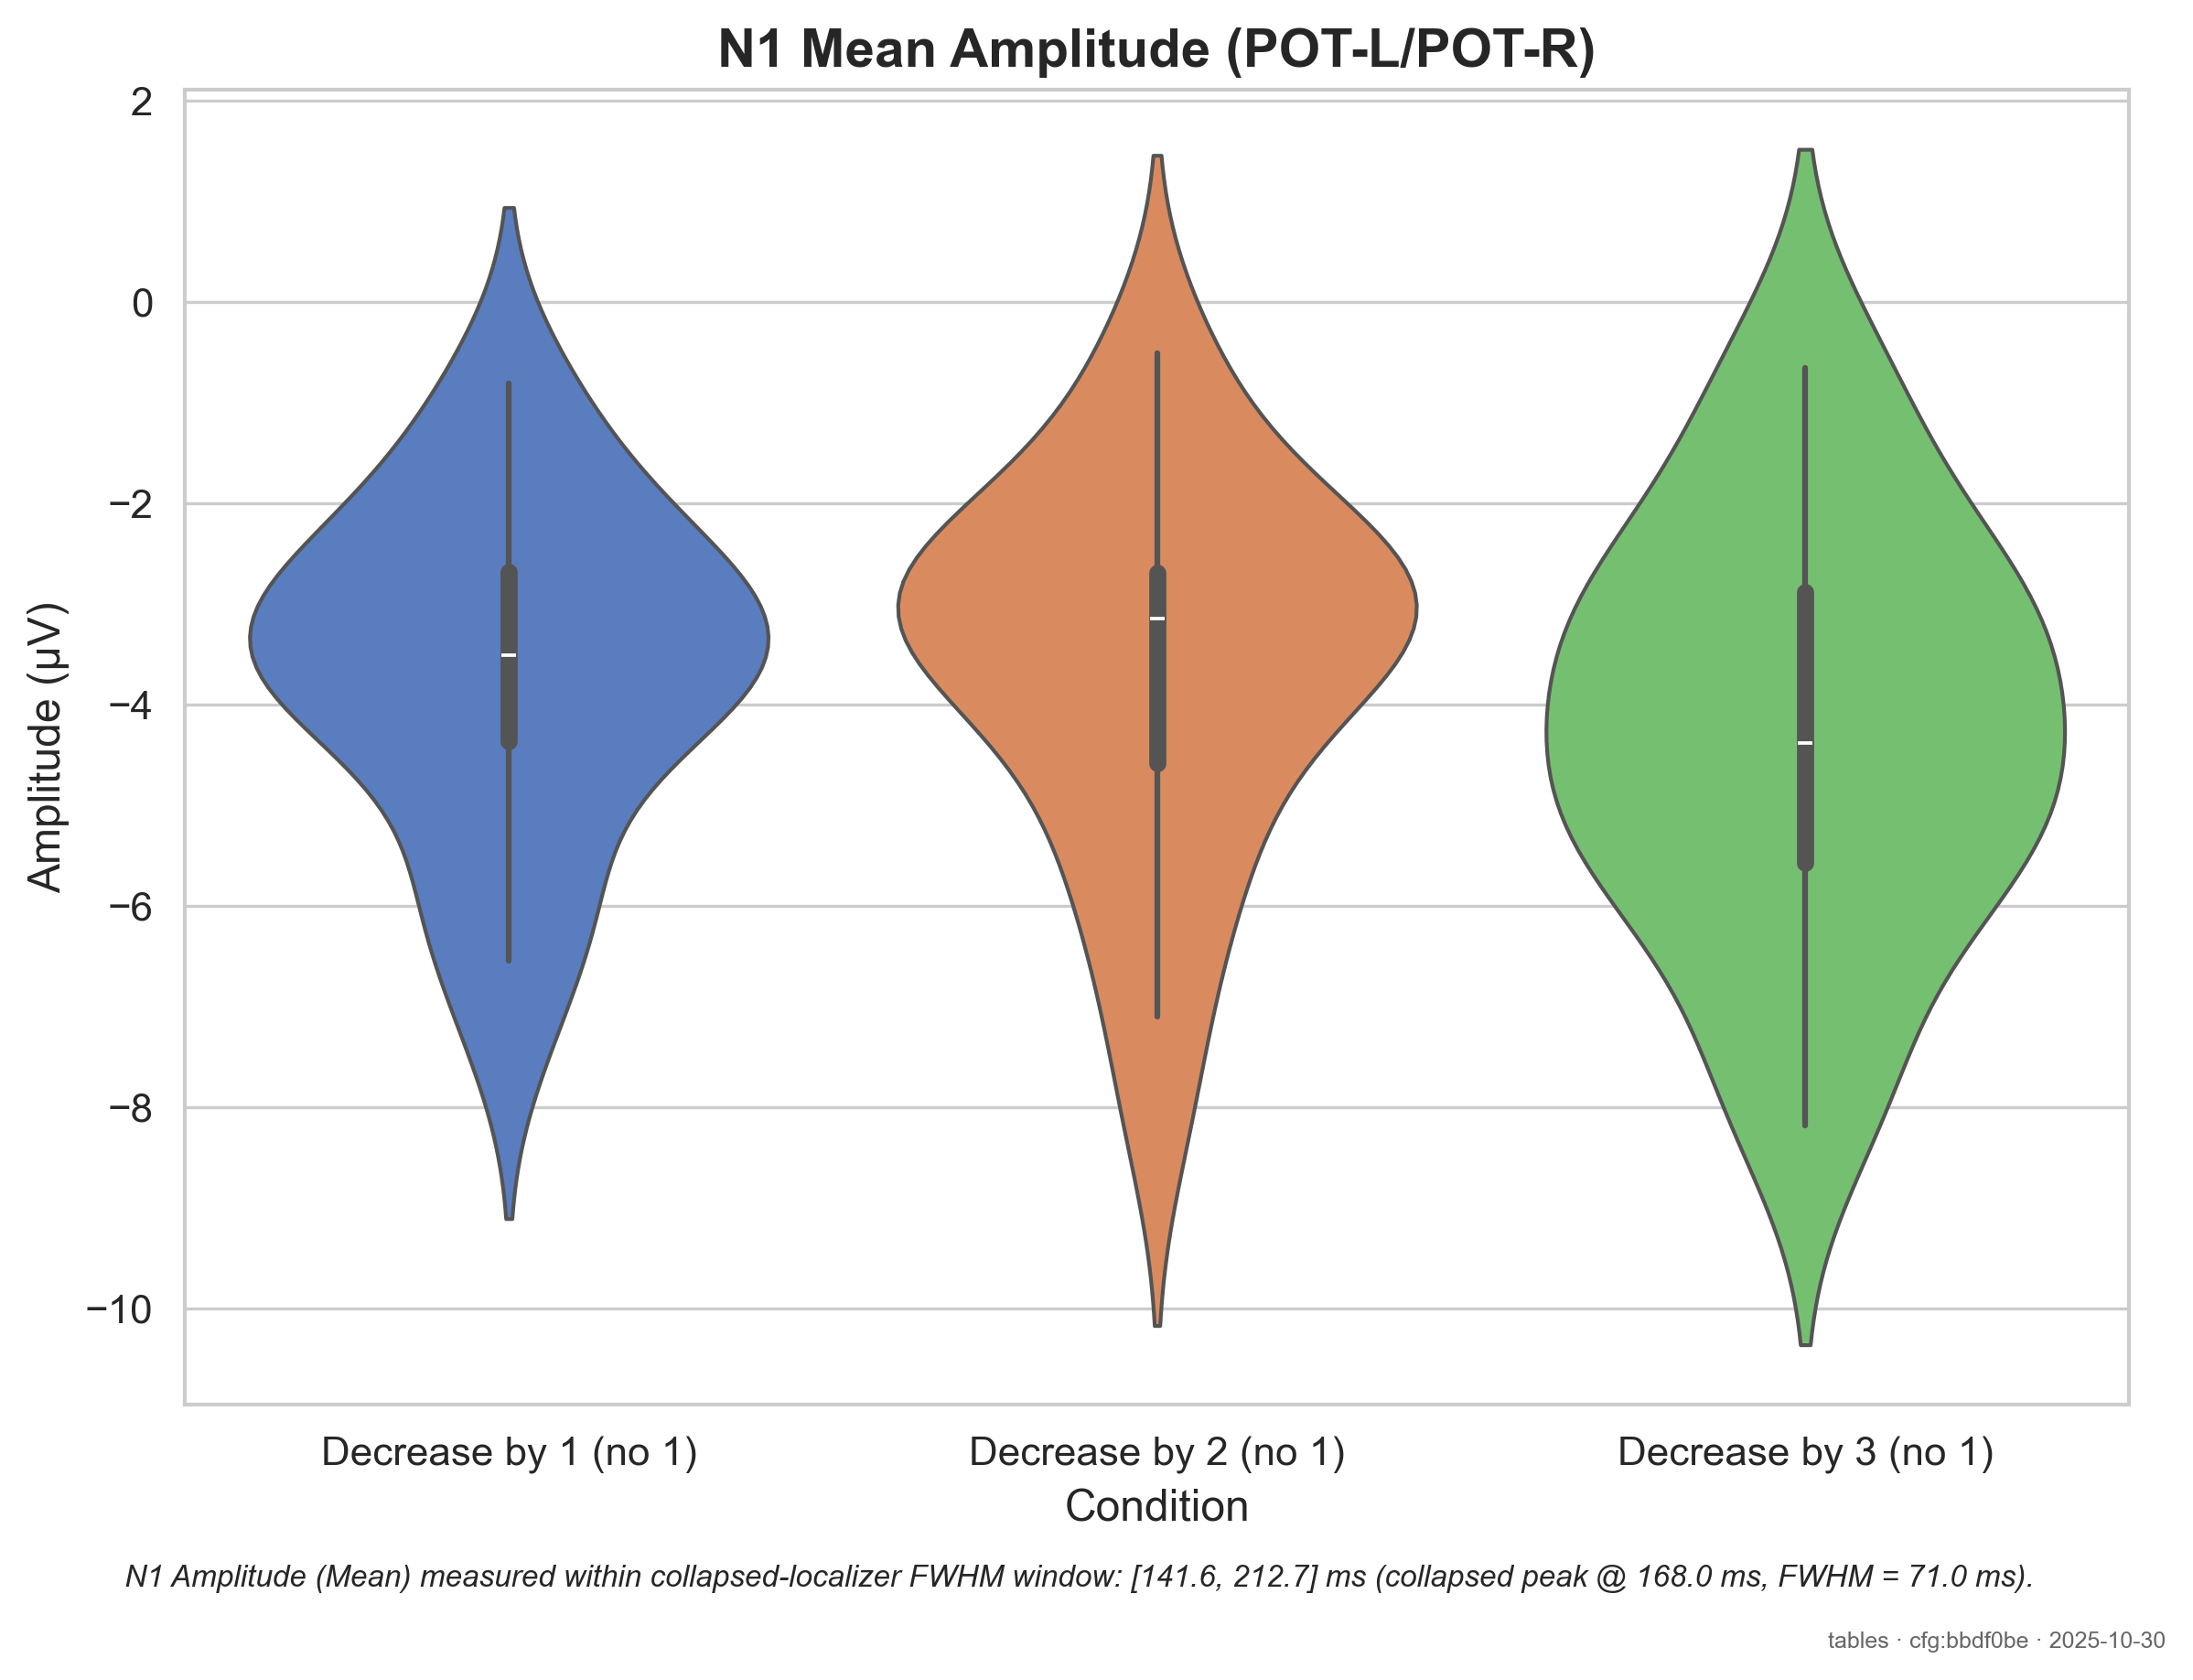 N1 Mean Amplitude (POT-L/POT-R)
Amplitude (µV)
2
0
−2
−4
−6
−8
−10
Decrease by 1 (no 1)
Decrease by 2 (no 1)
Decrease by 3 (no 1)
Condition
N1 Amplitude (Mean) measured within collapsed-localizer FWHM window: [141.6, 212.7] ms (collapsed peak @ 168.0 ms, FWHM = 71.0 ms).
tables · cfg:bbdf0be · 2025-10-30